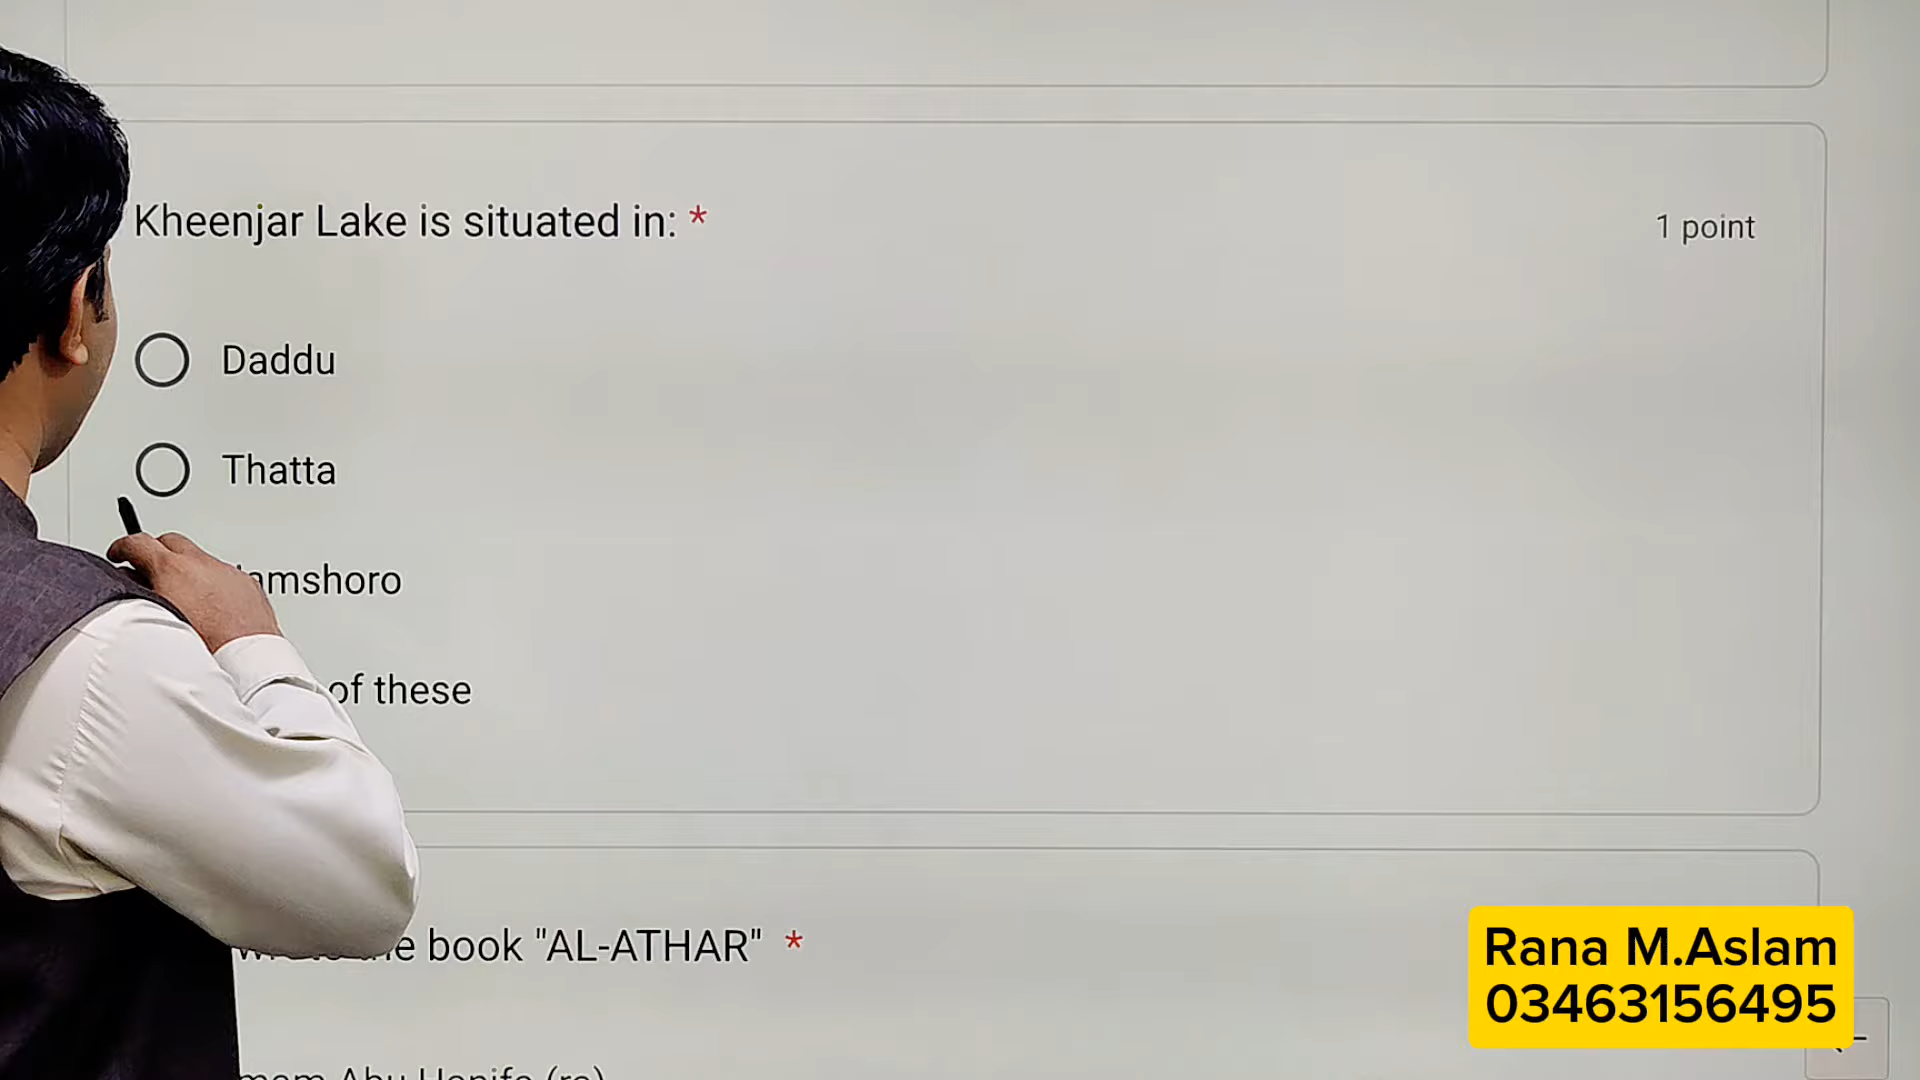 Kheenjar Lake is situated in: *
1 point
Daddu
Thatta
amshoro
of these
book "AL-ATHAR" *
Rana M.Aslam
03463156495